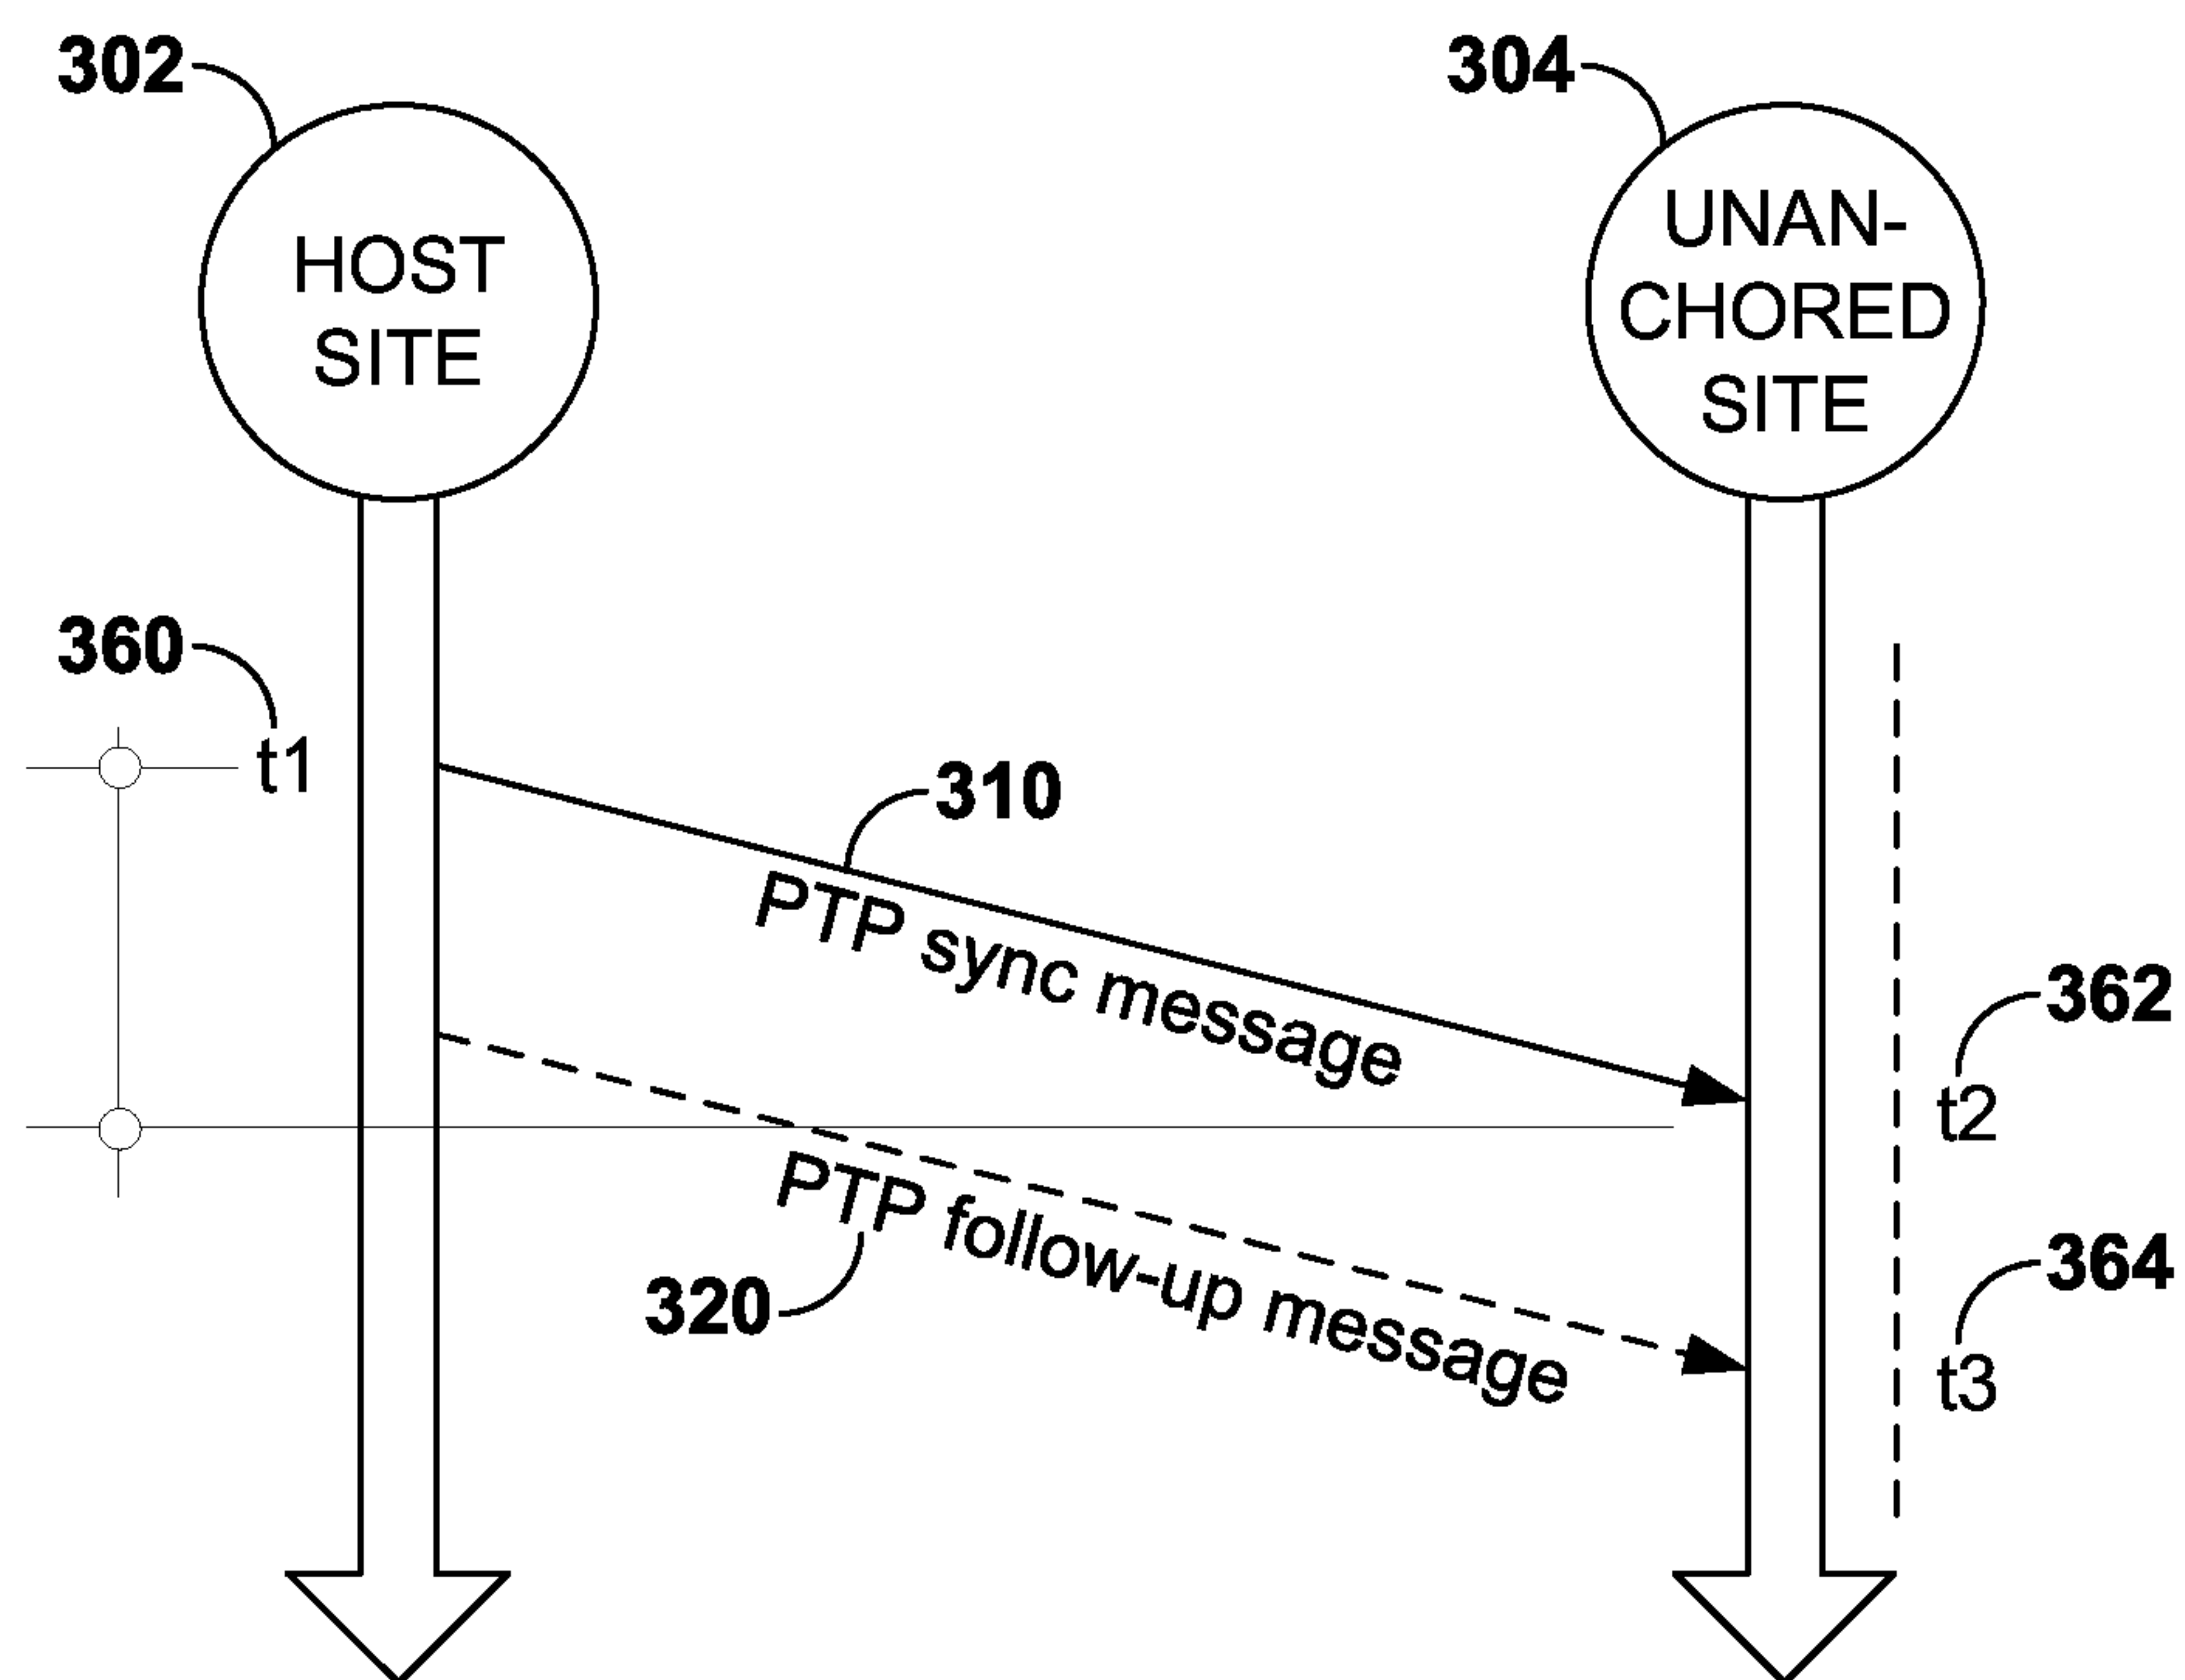 302
304
HOST
SITE
UNAN-
CHORED
SITE
360
t1
310
PTP sync message
362
t2
PTP follow-up message
320
364
t3